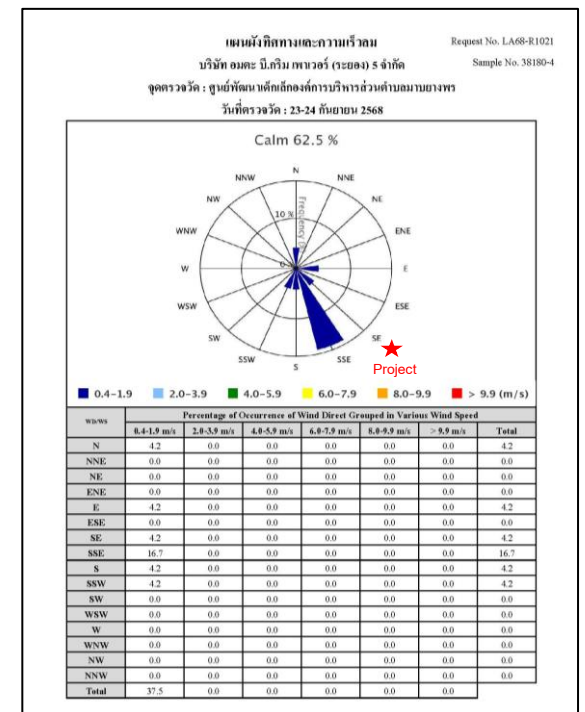 แผนผังทิศทางและความเร็วลม
Request No. LA68-R1021
บริษัท อมตะ บี.กริม เพาเวอร์ (ระยอง) 5 จำกัด
Sample No. 38180-4
จุดตรวจวัด : ศูนย์พัฒนาเด็กเล็กองค์การบริหารส่วนตำบลมาบยางพร
วันที่ตรวจวัด : 23-24 กันยายน 2568
Calm 62.5 %
N
NNW
NNE
NW
NE
10 %
Frequency
WNW
ENE
W
E
WSW
ESE
SW
SE
SSW
SSE
S
Project
0.4-1.9 2.0-3.9 4.0-5.9 6.0-7.9 8.0-9.9 > 9.9 (m/s)
WD/WS Percentage of Occurrence of Wind Direct Grouped in Various Wind Speed
0.4-1.9 m/s 2.0-3.9 m/s 4.0-5.9 m/s 6.0-7.9 m/s 8.0-9.9 m/s > 9.9 m/s Total
N 4.2 0.0 0.0 0.0 0.0 0.0 4.2
NNE 0.0 0.0 0.0 0.0 0.0 0.0 0.0
NE 0.0 0.0 0.0 0.0 0.0 0.0 0.0
ENE 0.0 0.0 0.0 0.0 0.0 0.0 0.0
E 4.2 0.0 0.0 0.0 0.0 0.0 4.2
ESE 0.0 0.0 0.0 0.0 0.0 0.0 0.0
SE 4.2 0.0 0.0 0.0 0.0 0.0 4.2
SSE 16.7 0.0 0.0 0.0 0.0 0.0 16.7
S 4.2 0.0 0.0 0.0 0.0 0.0 4.2
SSW 4.2 0.0 0.0 0.0 0.0 0.0 4.2
SW 0.0 0.0 0.0 0.0 0.0 0.0 0.0
WSW 0.0 0.0 0.0 0.0 0.0 0.0 0.0
W 0.0 0.0 0.0 0.0 0.0 0.0 0.0
WNW 0.0 0.0 0.0 0.0 0.0 0.0 0.0
NW 0.0 0.0 0.0 0.0 0.0 0.0 0.0
NNW 0.0 0.0 0.0 0.0 0.0 0.0 0.0
Total 37.5 0.0 0.0 0.0 0.0 0.0